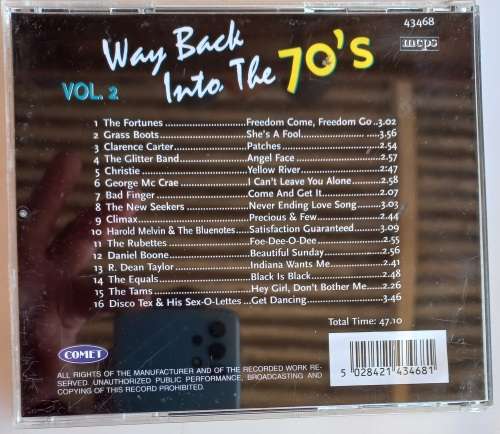 43468
mcps
Way Back
Into The 70's
VOL. 2
1 The Fortunes ..................Freedom Come, Freedom Go ..3.02
2 Grass Boots ..................She's A Fool..................3.56
3 Clarence Carter..................Patches ..................2.54
4 The Glitter Band..................Angel Face ..................2.57
5 Christie ..................Yellow River ..................2:47
6 George Mc Crae ..................I Can't Leave You Alone..........2.58
7 Bad Finger ..................Come And Get It..................2.07
8 The New Seekers ..................Never Ending Love Song ........3.03
9 Climax..................Precious & Few ..................2.44
10 Harold Melvin & The Bluenotes......Satisfaction Guaranteed ........3.09
11 The Rubettes ..................Foe-Dee-O-Dee..................2.55
12 Daniel Boone ..................Beautiful Sunday ..................2.56
13 R. Dean Taylor ..................Indiana Wants Me..................2.41
14 The Equals ..................Black Is Black ..................2.48
15 The Tams ..................Hey Girl, Don't Bother Me ......2.26
16 Disco Tex & His Sex-O-Lettes ....Get Dancing..................3.46
Total Time: 47.10
COMET
ALL RIGHTS OF THE MANUFACTURER AND OF THE RECORDED WORK RE-
SERVED UNAUTHORIZED PUBLIC PERFORMANCE, BROADCASTING AND
COPYING OF THIS RECORD PROHIBITED.
5 028421 434681